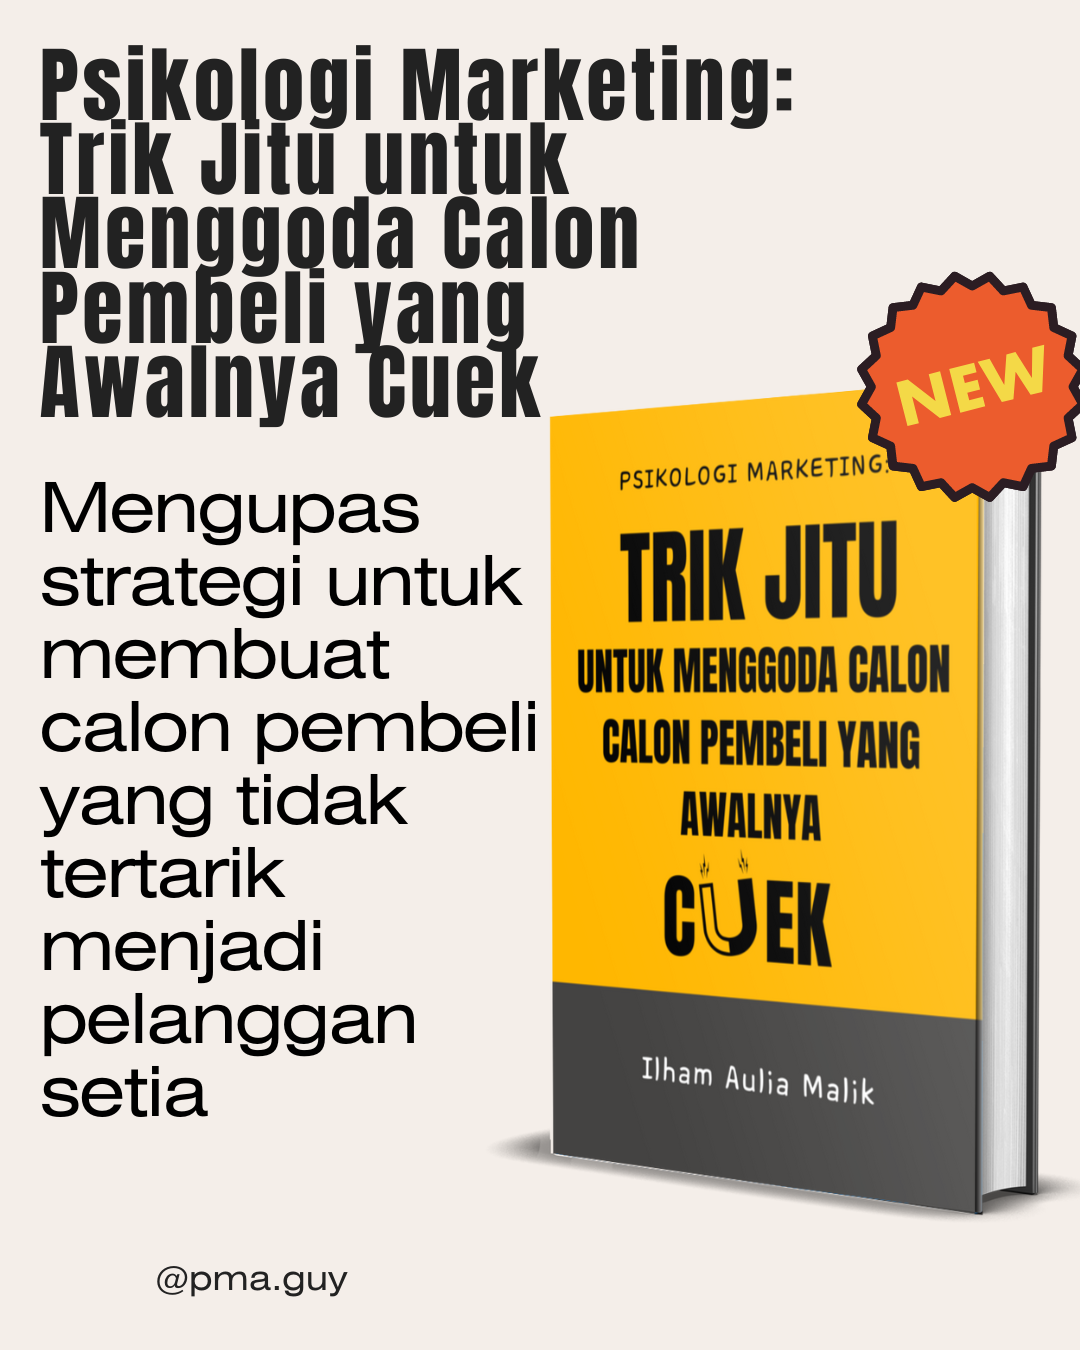 Psikologi Marketing:
Trik Jitu untuk
Menggoda Calon
Pembeli yang
Awalnya Cuek
Mengupas
strategi untuk
membuat
calon pembeli
yang tidak
tertarik
menjadi
pelanggan
setia
NEW
PSIKOLOGI MARKETING:
TRIK JITU
UNTUK MENGGODA CALON
CALON PEMBELI YANG
AWALNYA
CUEK
Ilham Aulia Malik
@pma.guy